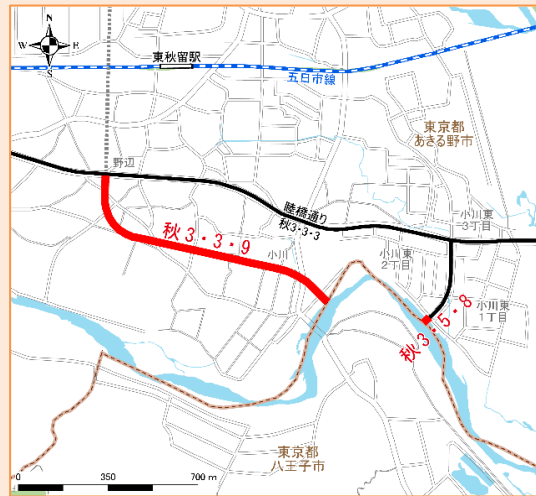 N
W E
S
東秋留駅
五日市線
東京都
あきる野市
野辺
睦橋通り
秋3・3・3
小川東
3丁目
秋3・3・9
小川
小川東
2丁目
小川東
1丁目
秋3・5・8
東京都
八王子市
0 350 700 m